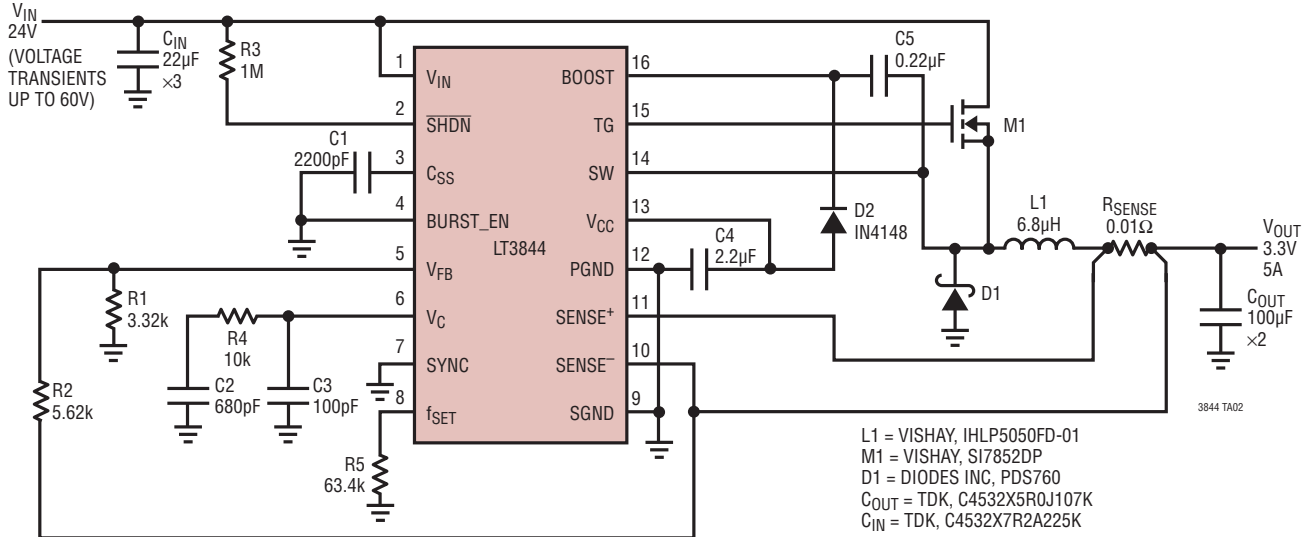 VIN
24V
(VOLTAGE
TRANSIENTS
UP TO 60V)
CIN
22µF
×3
R3
1M
C1
2200pF
1
2
3
4
5
6
7
8
VIN
SHDN
CSS
BURST_EN
VFB
VC
SYNC
fSET
LT3844
BOOST
TG
SW
VCC
PGND
SENSE+
SENSE–
SGND
16
15
14
13
12
11
10
9
C5
0.22µF
M1
D2
IN4148
C4
2.2µF
L1
6.8µH
RSENSE
0.01Ω
VOUT
3.3V
5A
D1
COUT
100µF
×2
R1
3.32k
R4
10k
R2
5.62k
C2
680pF
C3
100pF
R5
63.4k
3844 TA02
L1 = VISHAY, IHLP5050FD-01
M1 = VISHAY, SI7852DP
D1 = DIODES INC, PDS760
COUT = TDK, C4532X5R0J107K
CIN = TDK, C4532X7R2A225K